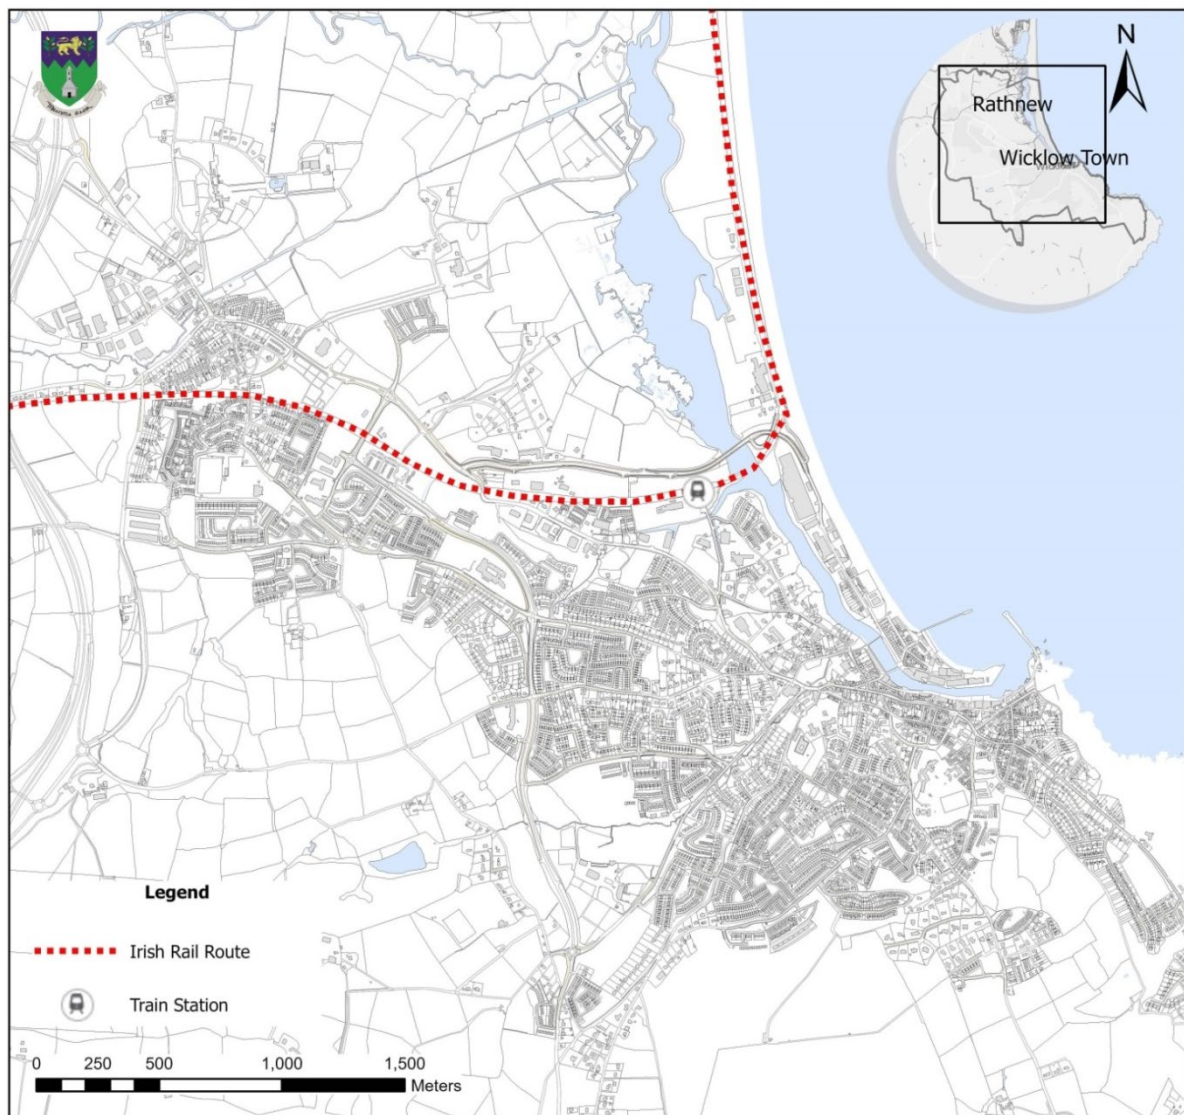 N
Rathnew
Wicklow Town
Legend
Irish Rail Route
Train Station
0 250 500 1,000 1,500
Meters